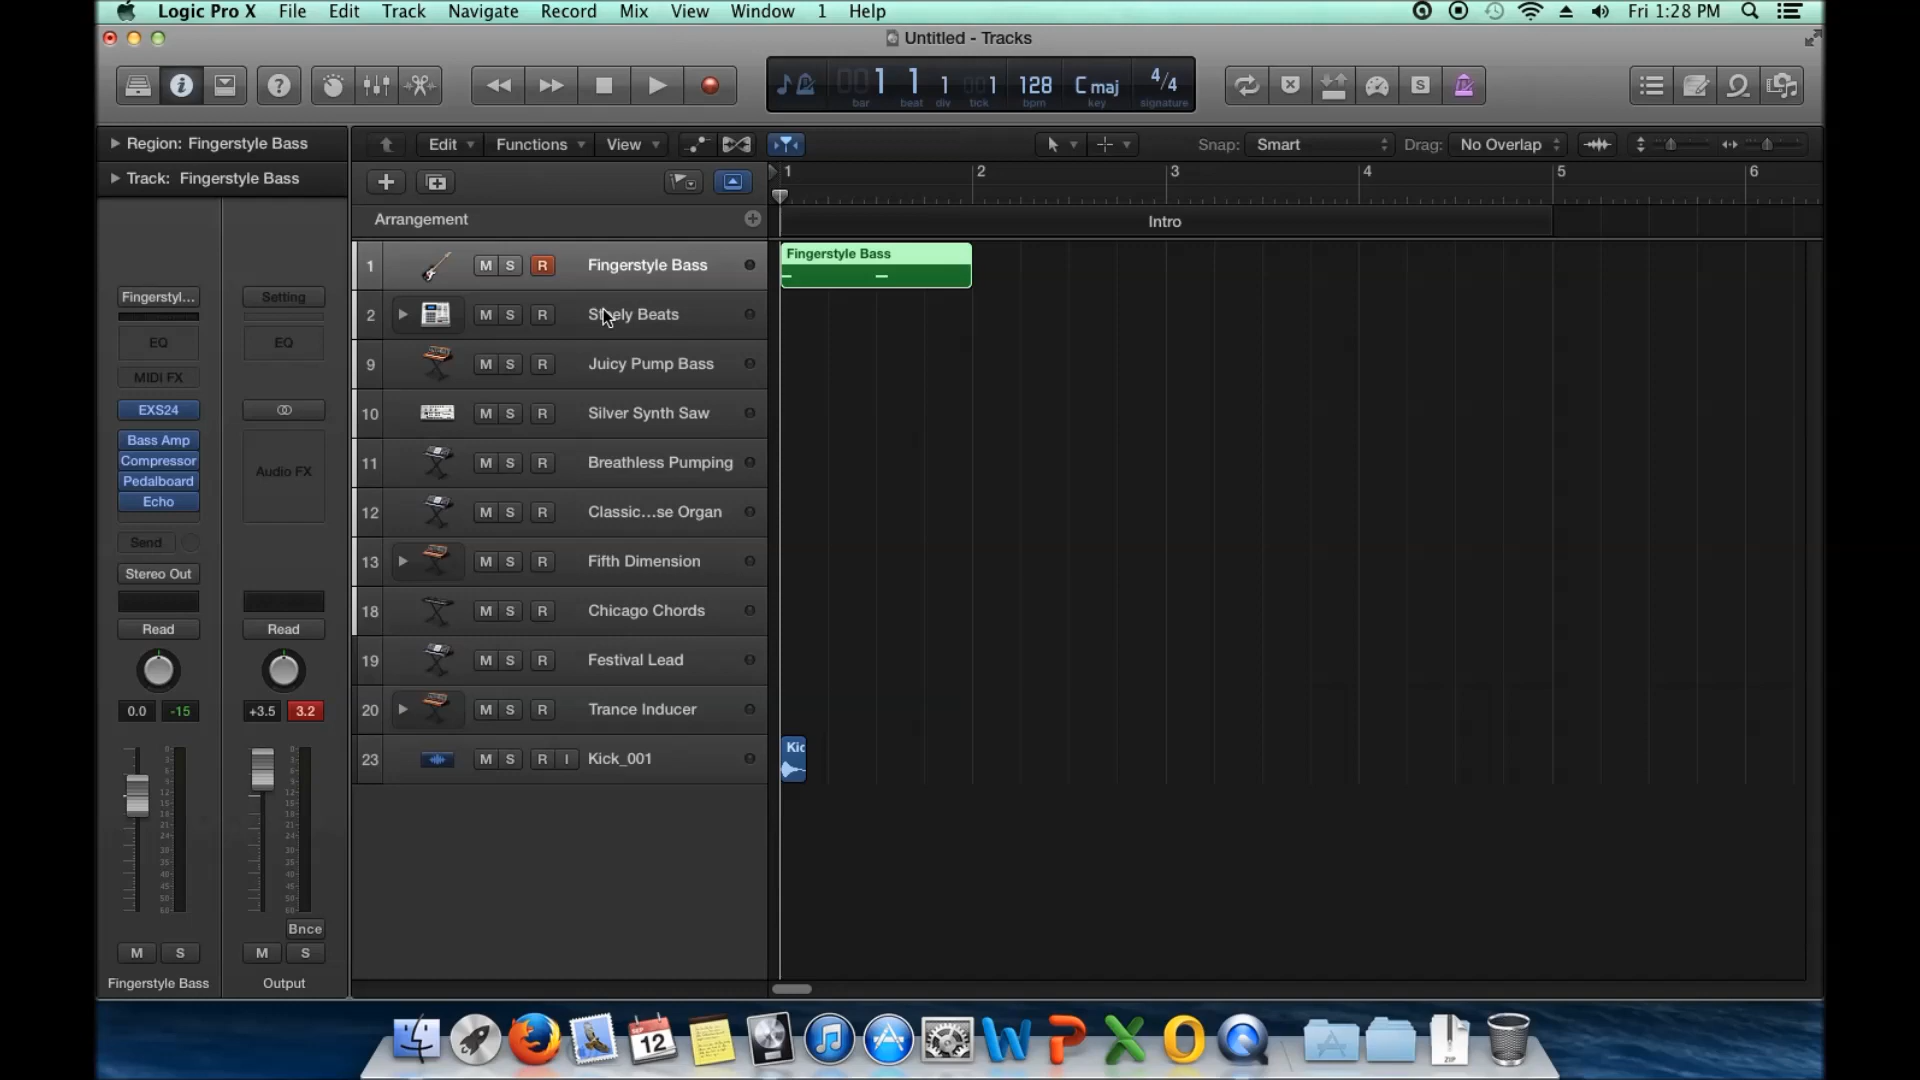 Logic Pro X File Edit Track Navigate Record Mix View Window 1 Help Fri 1:28 PM
Untitled - Tracks
001 1 1 001 128 C maj 4/4
bar beat div tick bpm key signature
Region: Fingerstyle Bass
Edit Functions View Snap: Smart Drag: No Overlap
Track: Fingerstyle Bass
1 2 3 4 5 6
Arrangement
Intro
1 M S R Fingerstyle Bass
Fingerstyle Bass
2 M S R Steely Beats
9 M S R Juicy Pump Bass
10 M S R Silver Synth Saw
11 M S R Breathless Pumping
12 M S R Classic...se Organ
13 M S R Fifth Dimension
18 M S R Chicago Chords
19 M S R Festival Lead
20 M S R Trance Inducer
23 M S R I Kick_001
Kic
Fingerstyl... Setting
EQ EQ
MIDI FX
EXS24
Bass Amp
Compressor
Audio FX
Pedalboard
Echo
Send
Stereo Out
Read Read
0.0 -15 +3.5 3.2
Bnce
M S M S
Fingerstyle Bass Output
SEP
12
ZIP